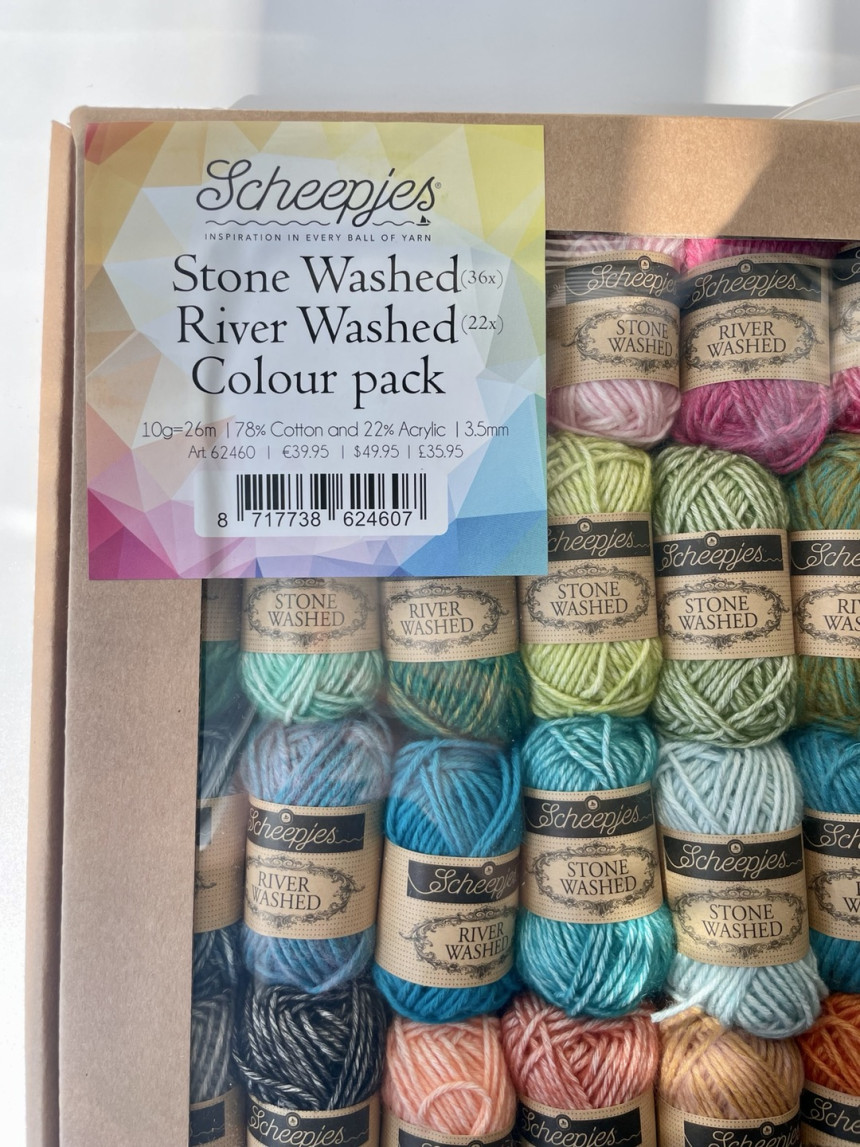 Scheepjes®
INSPIRATION IN EVERY BALL OF YARN
Stone Washed(36x)
River Washed(22x)
Colour pack
10g=26m | 78% Cotton and 22% Acrylic | 3.5mm
Art 62460 | €39.95 | $49.95 | £35.95
8 717738 624607
Scheepjes
STONE
WASHED
Scheepjes
RIVER
WASHED
STONE
WASHED
RIVER
WASHED
Scheepjes
STONE
WASHED
Scheepjes
STONE
WASHED
Scheepjes
RIVER
WASHED
Scheepjes
RIVER
WASHED
Scheepjes
STONE
WASHED
Scheepjes
STONE
WASHED